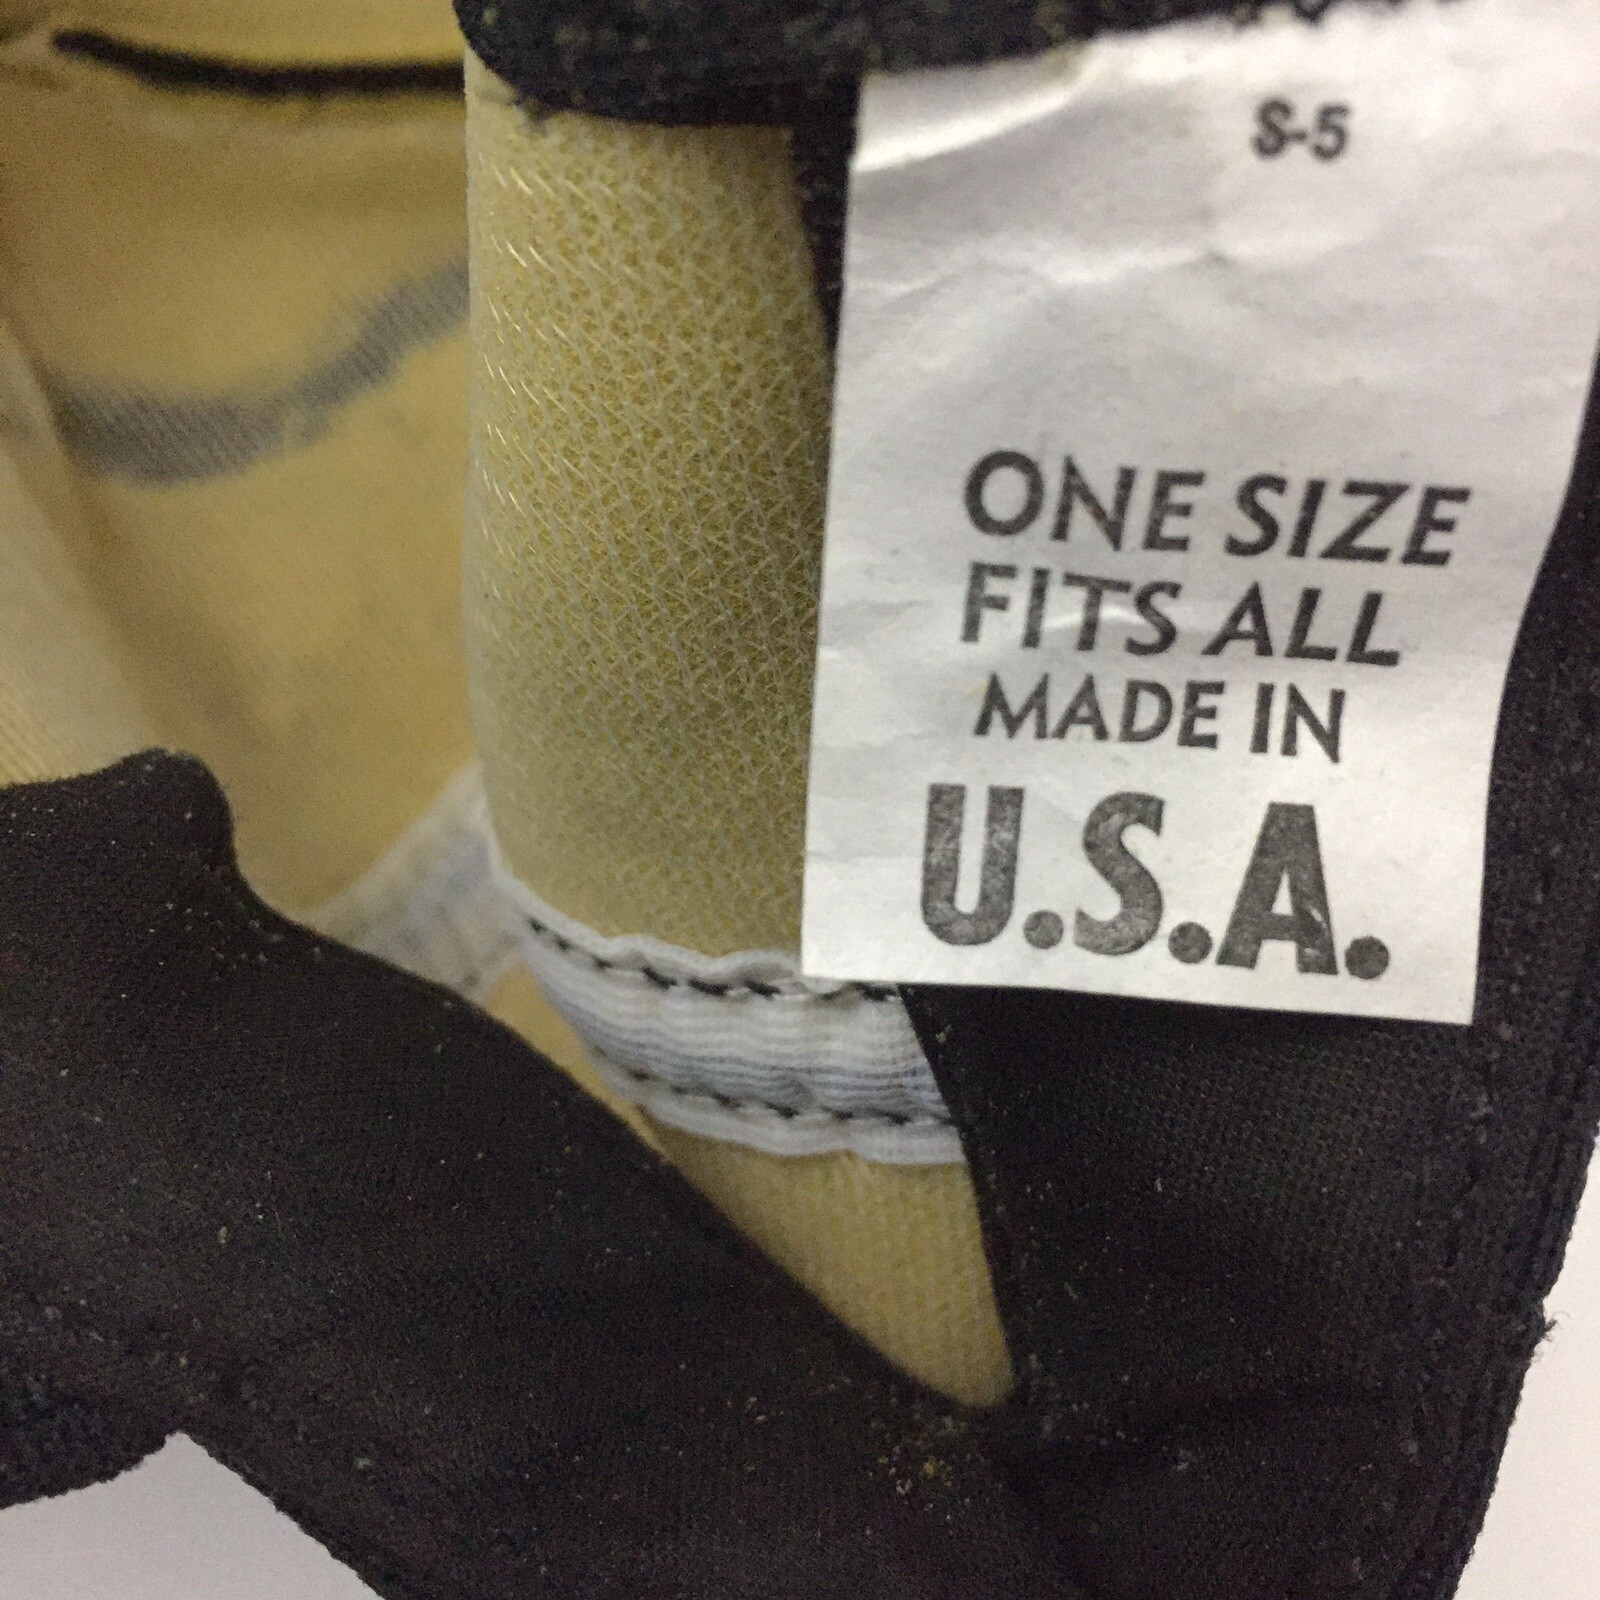 S-5
ONE SIZE
FITS ALL
MADE IN
U.S.A.